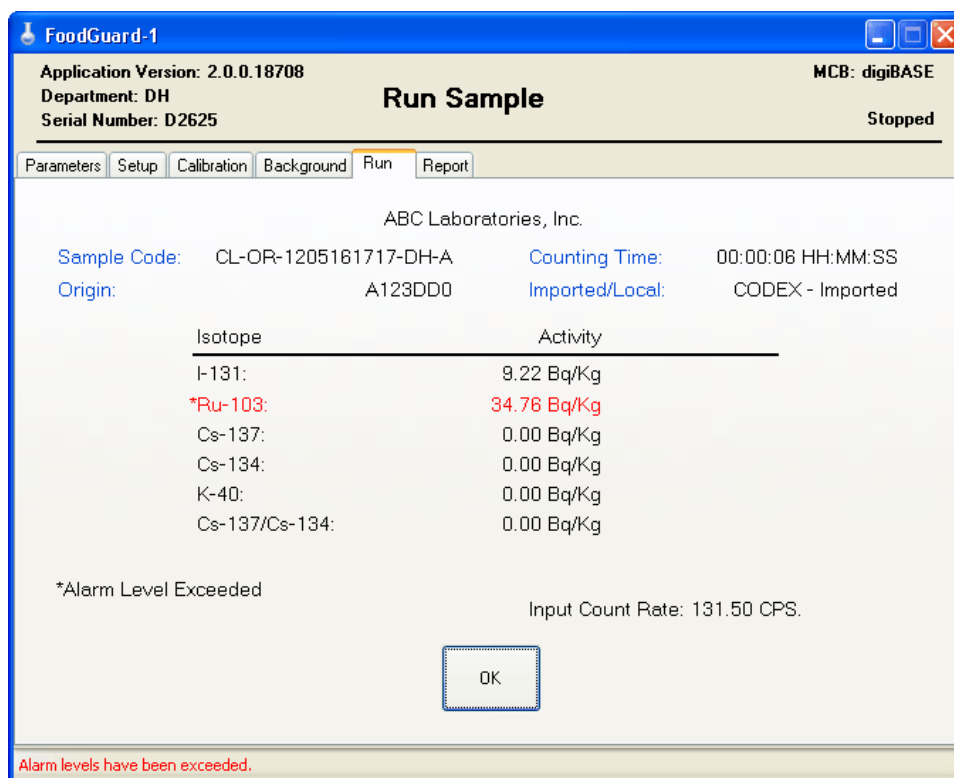 FoodGuard-1
Application Version: 2.0.0.18708
MCB: digiBASE
Department: DH
Run Sample
Serial Number: D2625
Stopped
Parameters Setup Calibration Background Run Report
ABC Laboratories, Inc.
Sample Code: CL-OR-1205161717-DH-A Counting Time: 00:00:06 HH:MM:SS
Origin: A123DD0 Imported/Local: CODEX - Imported
Isotope Activity
I-131: 9.22 Bq/Kg
*Ru-103: 34.76 Bq/Kg
Cs-137: 0.00 Bq/Kg
Cs-134: 0.00 Bq/Kg
K-40: 0.00 Bq/Kg
Cs-137/Cs-134: 0.00 Bq/Kg
*Alarm Level Exceeded
Input Count Rate: 131.50 CPS.
OK
Alarm levels have been exceeded.